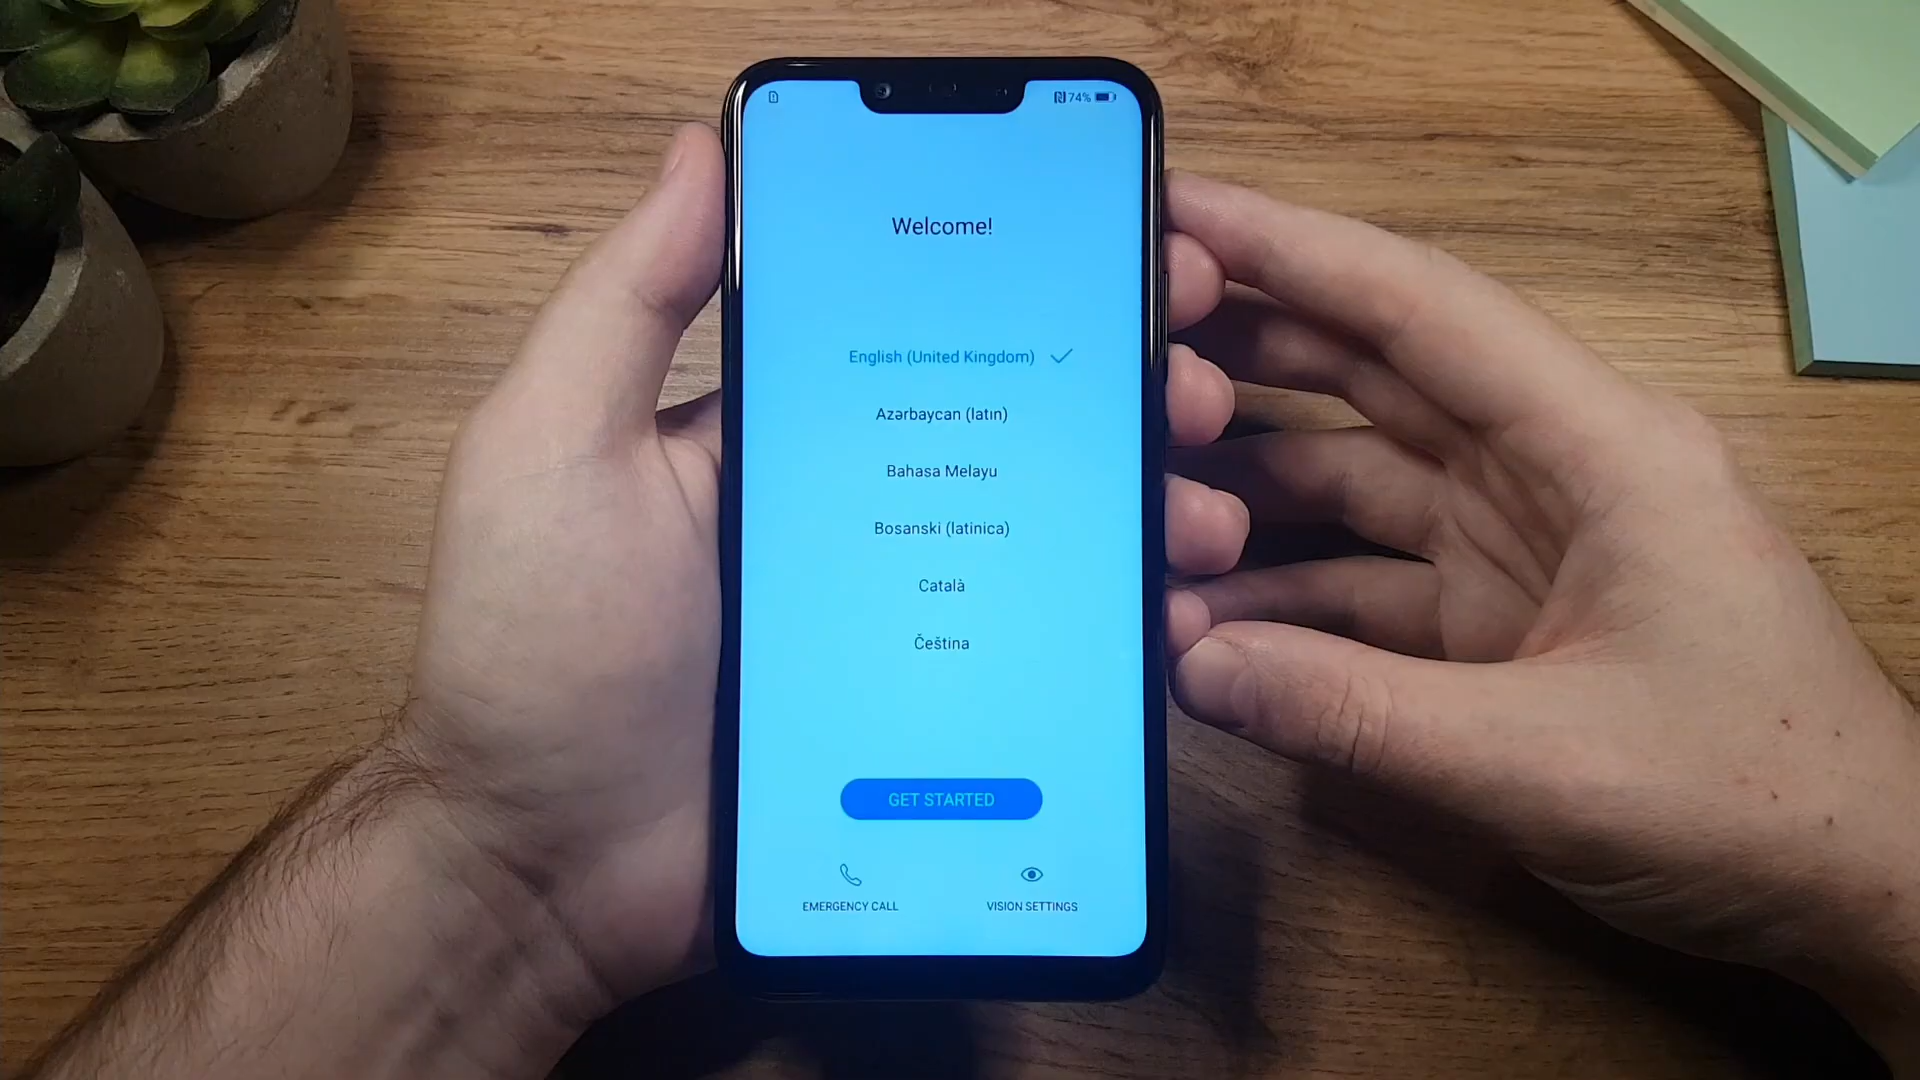 74%
Welcome!
English (United Kingdom)
Azərbaycan (latın)
Bahasa Melayu
Bosanski (latinica)
Català
Čeština
GET STARTED
EMERGENCY CALL
VISION SETTINGS